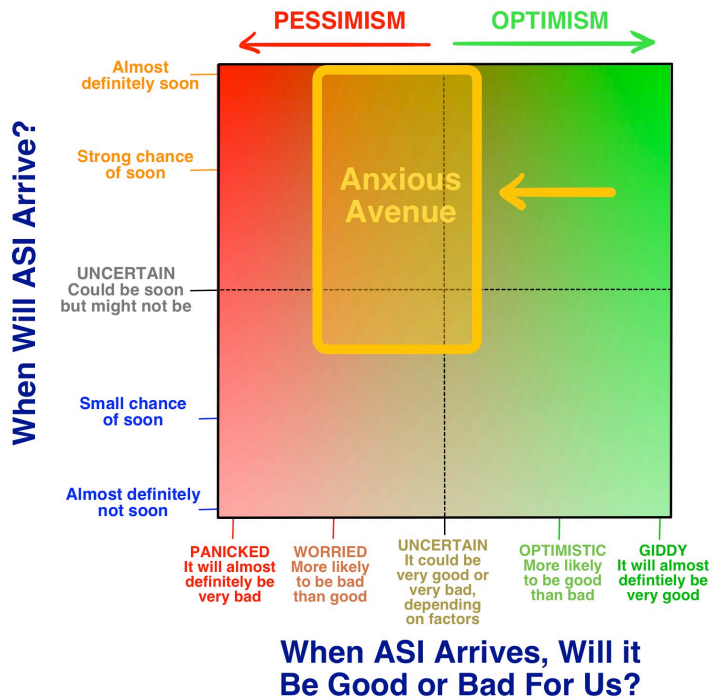 PESSIMISM
OPTIMISM
When Will ASI Arrive?
Almost
definitely soon
Strong chance
of soon
UNCERTAIN
Could be soon
but might not be
Small chance
of soon
Almost definitely
not soon
Anxious
Avenue
PANICKED
It will almost
definitely be
very bad
WORRIED
More likely
to be bad
than good
UNCERTAIN
It could be
very good or
very bad,
depending
on factors
OPTIMISTIC
More likely
to be good
than bad
GIDDY
It will almost
defintiely be
very good
When ASI Arrives, Will it
Be Good or Bad For Us?